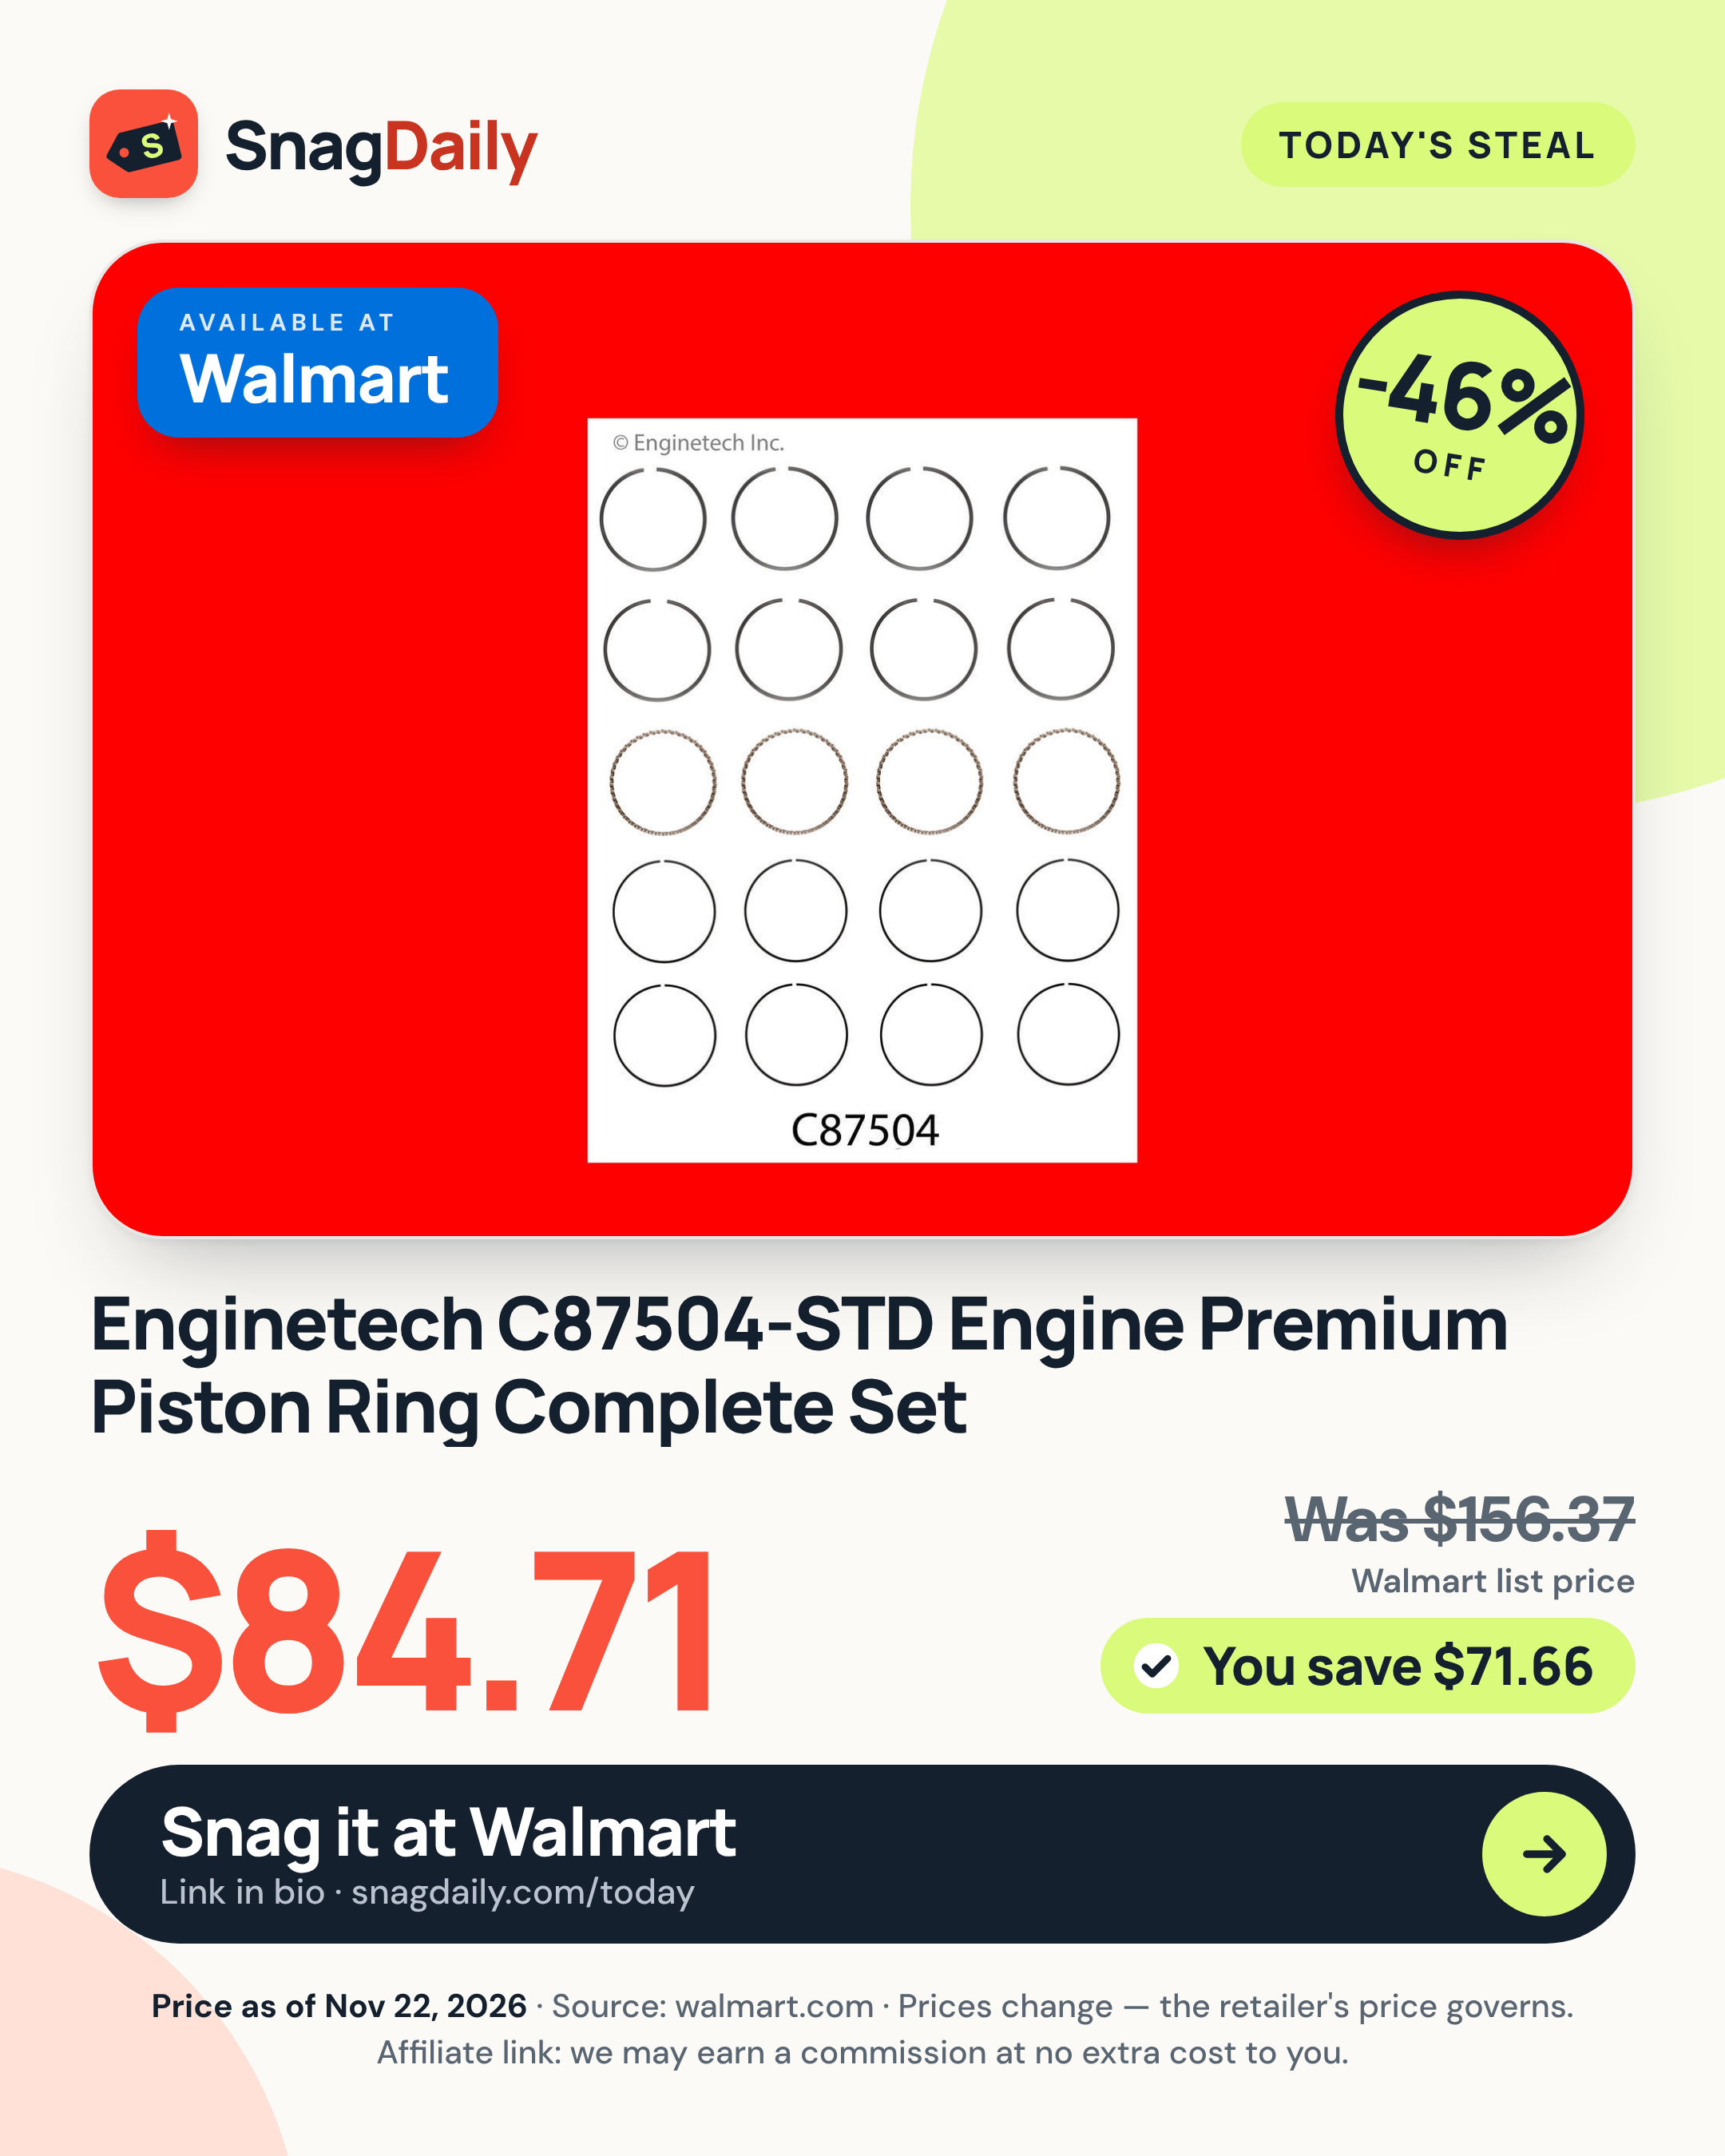 S
SnagDaily
TODAY'S STEAL
AVAILABLE AT
Walmart
-46%
OFF
© Enginetech Inc.
C87504
Enginetech C87504-STD Engine Premium
Piston Ring Complete Set
$84.71
Was $156.37
Walmart list price
You save $71.66
Snag it at Walmart
Link in bio · snagdaily.com/today
Price as of Nov 22, 2026 · Source: walmart.com · Prices change — the retailer's price governs.
Affiliate link: we may earn a commission at no extra cost to you.